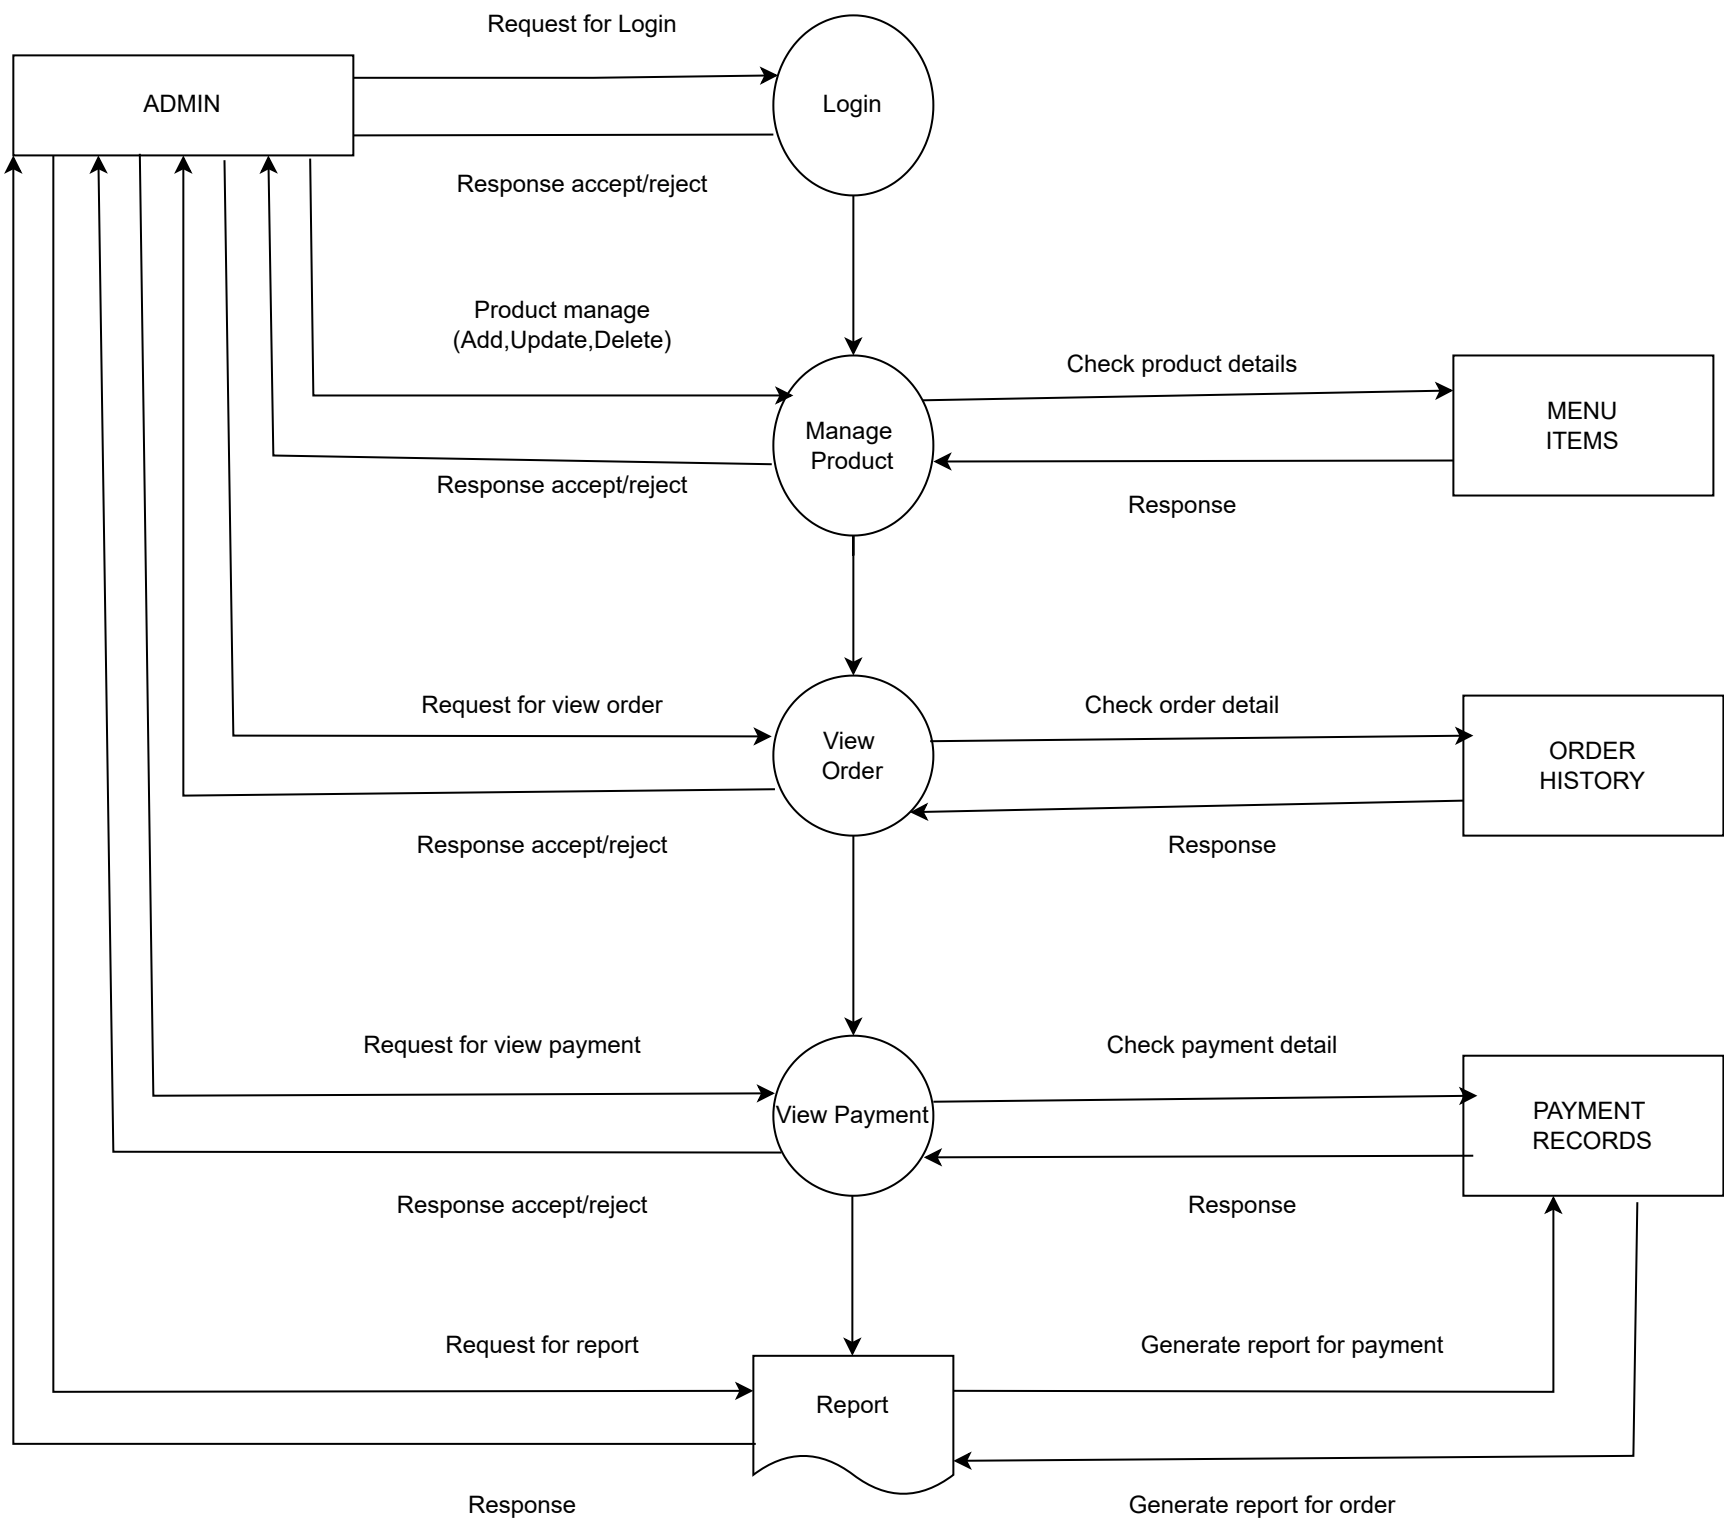 Request for Login
ADMIN
Login
Response accept/reject
Product manage
(Add,Update,Delete)
Check product details
MENU
ITEMS
Manage
Product
Response accept/reject
Response
Request for view order
Check order detail
View
Order
ORDER
HISTORY
Response accept/reject
Response
Request for view payment
Check payment detail
View Payment
PAYMENT
RECORDS
Response accept/reject
Response
Request for report
Generate report for payment
Report
Response
Generate report for order